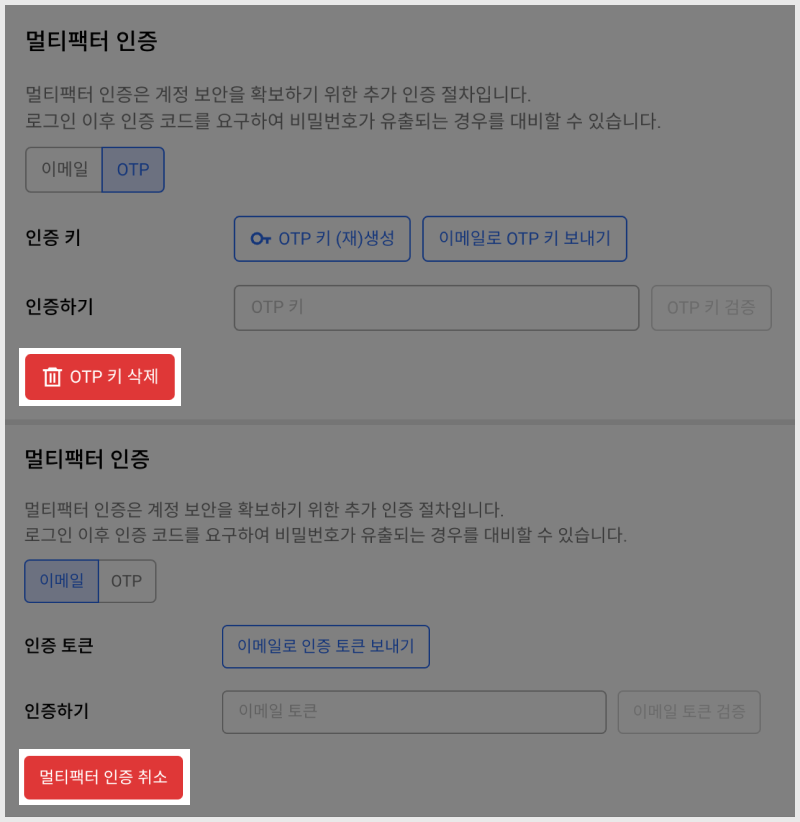 멀티팩터 인증
멀티팩터 인증은 계정 보안을 확보하기 위한 추가 인증 절차입니다.
로그인 이후 인증 코드를 요구하여 비밀번호가 유출되는 경우를 대비할 수 있습니다.
이메일 OTP
인증 키 OTP 키 (재)생성 이메일로 OTP 키 보내기
인증하기 OTP 키 OTP 키 검증
OTP 키 삭제
멀티팩터 인증
멀티팩터 인증은 계정 보안을 확보하기 위한 추가 인증 절차입니다.
로그인 이후 인증 코드를 요구하여 비밀번호가 유출되는 경우를 대비할 수 있습니다.
이메일 OTP
인증 토큰 이메일로 인증 토큰 보내기
인증하기 이메일 토큰 이메일 토큰 검증
멀티팩터 인증 취소